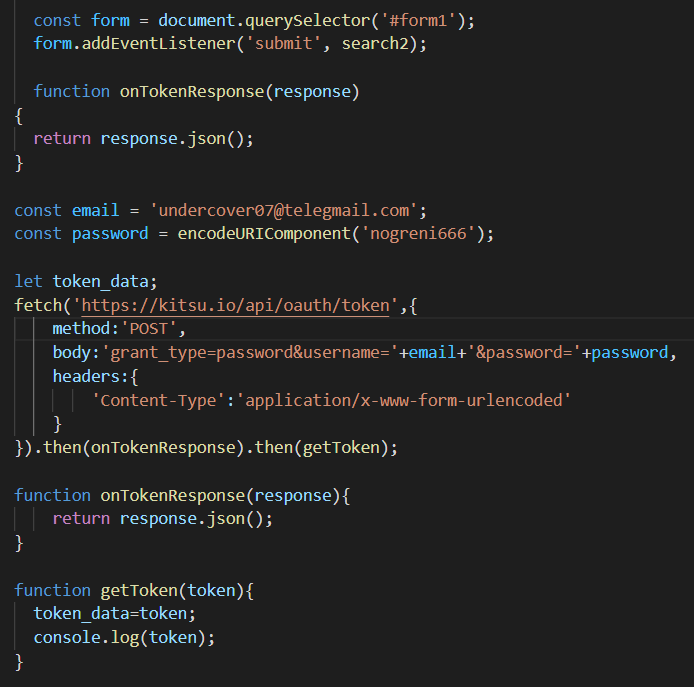 const form = document.querySelector('#form1');
form.addEventListener('submit', search2);
function onTokenResponse(response)
{
return response.json();
}
const email = 'undercover07@telegmail.com';
const password = encodeURIComponent('nogreni666');
let token_data;
fetch('https://kitsu.io/api/oauth/token',{
method:'POST',
body:'grant_type=password&username='+email+'&password='+password,
headers:{
'Content-Type':'application/x-www-form-urlencoded'
}
}).then(onTokenResponse).then(getToken);
function onTokenResponse(response){
return response.json();
}
function getToken(token){
token_data=token;
console.log(token);
}